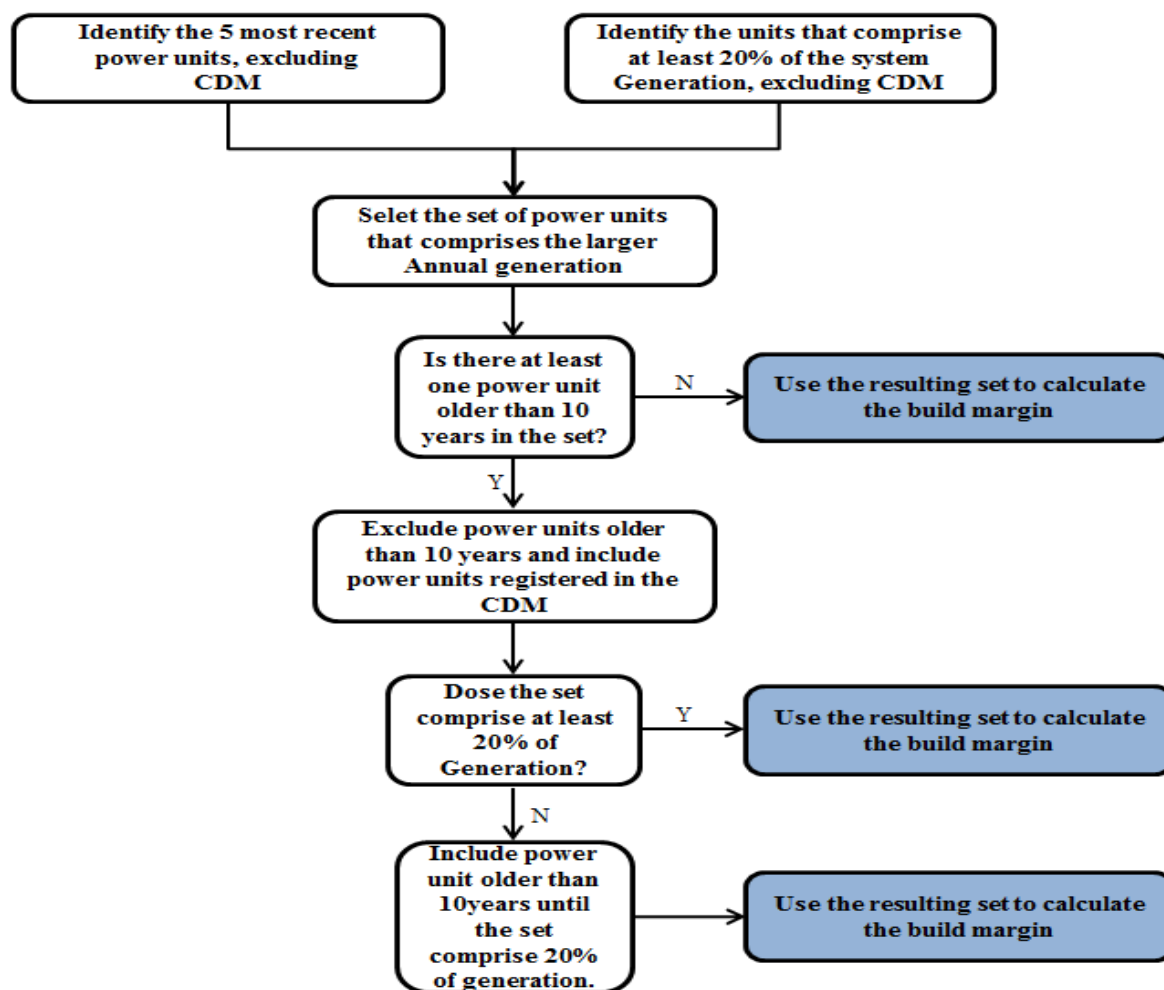 Identify the 5 most recent
power units, excluding
CDM
Identify the units that comprise
at least 20% of the system
Generation, excluding CDM
Selet the set of power units
that comprises the larger
Annual generation
Is there at least
one power unit
older than 10
years in the set?
N
Use the resulting set to calculate
the build margin
Y
Exclude power units older
than 10 years and include
power units registered in the
CDM
Dose the set
comprise at least
20% of
Generation?
Y
Use the resulting set to calculate
the build margin
N
Include power
unit older than
10years until
the set
comprise 20%
of generation.
Use the resulting set to calculate
the build margin